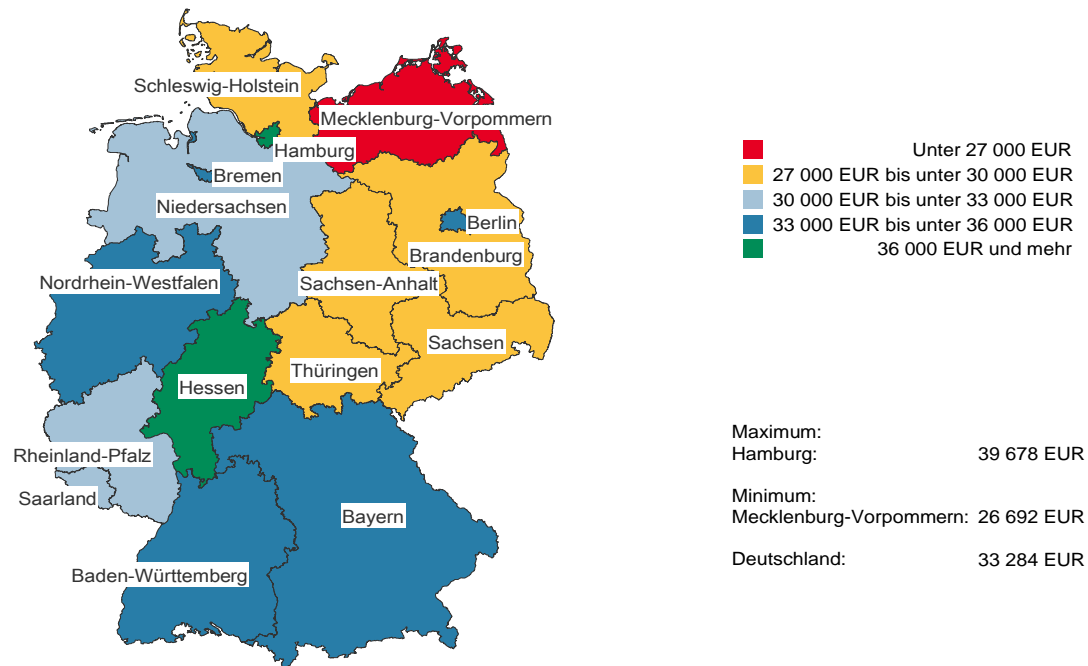 Schleswig-Holstein
Mecklenburg-Vorpommern
Hamburg
Bremen
Niedersachsen
Berlin
Brandenburg
Nordrhein-Westfalen
Sachsen-Anhalt
Sachsen
Thüringen
Hessen
Rheinland-Pfalz
Saarland
Bayern
Baden-Württemberg
Unter 27 000 EUR
27 000 EUR bis unter 30 000 EUR
30 000 EUR bis unter 33 000 EUR
33 000 EUR bis unter 36 000 EUR
36 000 EUR und mehr
Maximum:
Hamburg: 39 678 EUR
Minimum:
Mecklenburg-Vorpommern: 26 692 EUR
Deutschland: 33 284 EUR